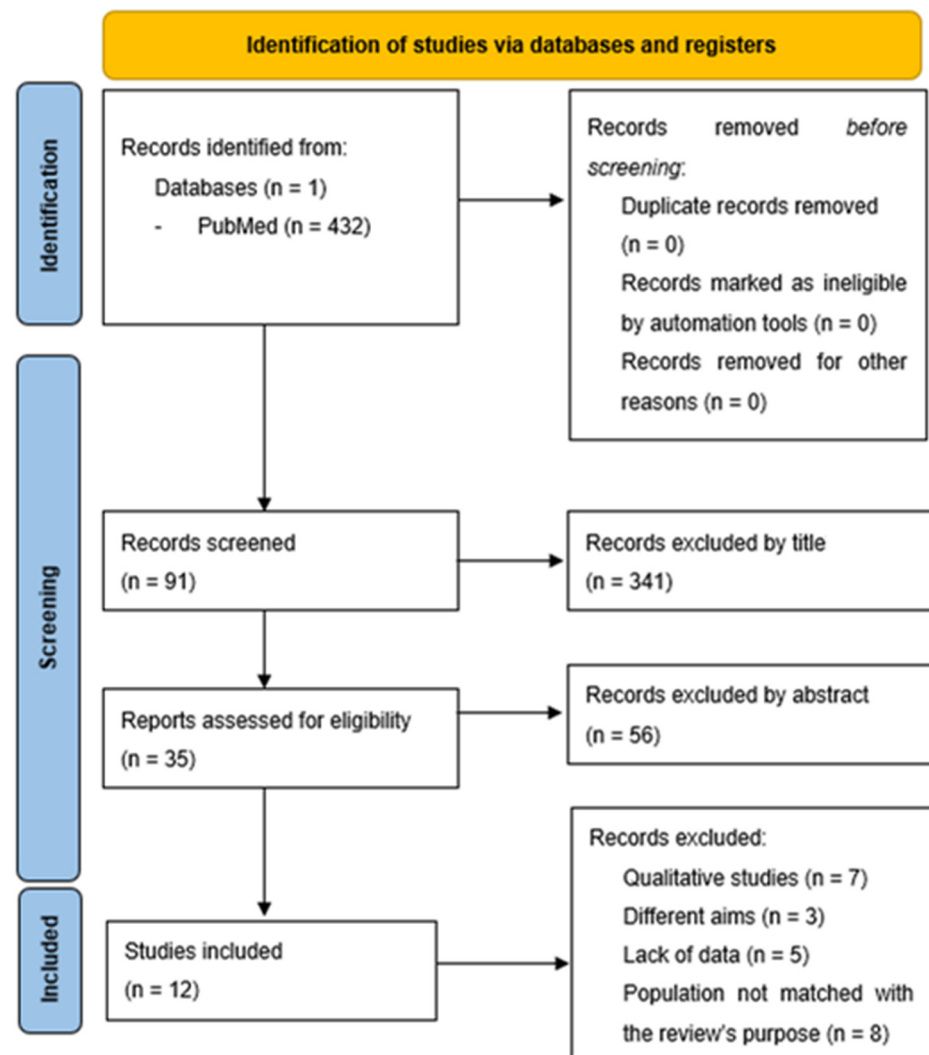 Identification of studies via databases and registers
Identification
Records identified from:
Databases (n = 1)
- PubMed (n = 432)
Records removed before
screening:
Duplicate records removed
(n = 0)
Records marked as ineligible
by automation tools (n = 0)
Records removed for other
reasons (n = 0)
Screening
Records screened
(n = 91)
Records excluded by title
(n = 341)
Reports assessed for eligibility
(n = 35)
Records excluded by abstract
(n = 56)
Included
Studies included
(n = 12)
Records excluded:
Qualitative studies (n = 7)
Different aims (n = 3)
Lack of data (n = 5)
Population not matched with
the review's purpose (n = 8)